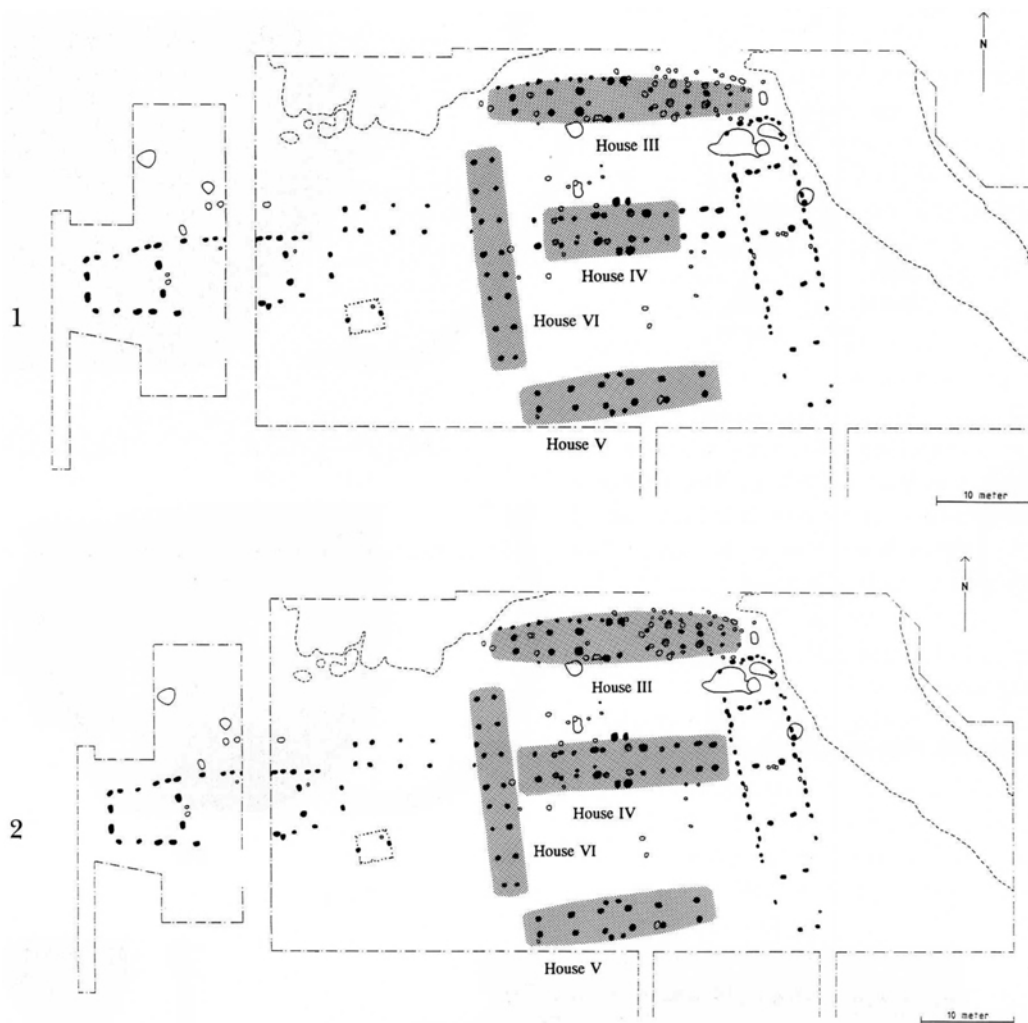 N
House III
House IV
1
House VI
House V
10 meter
N
House III
House IV
2
House VI
House V
10 meter